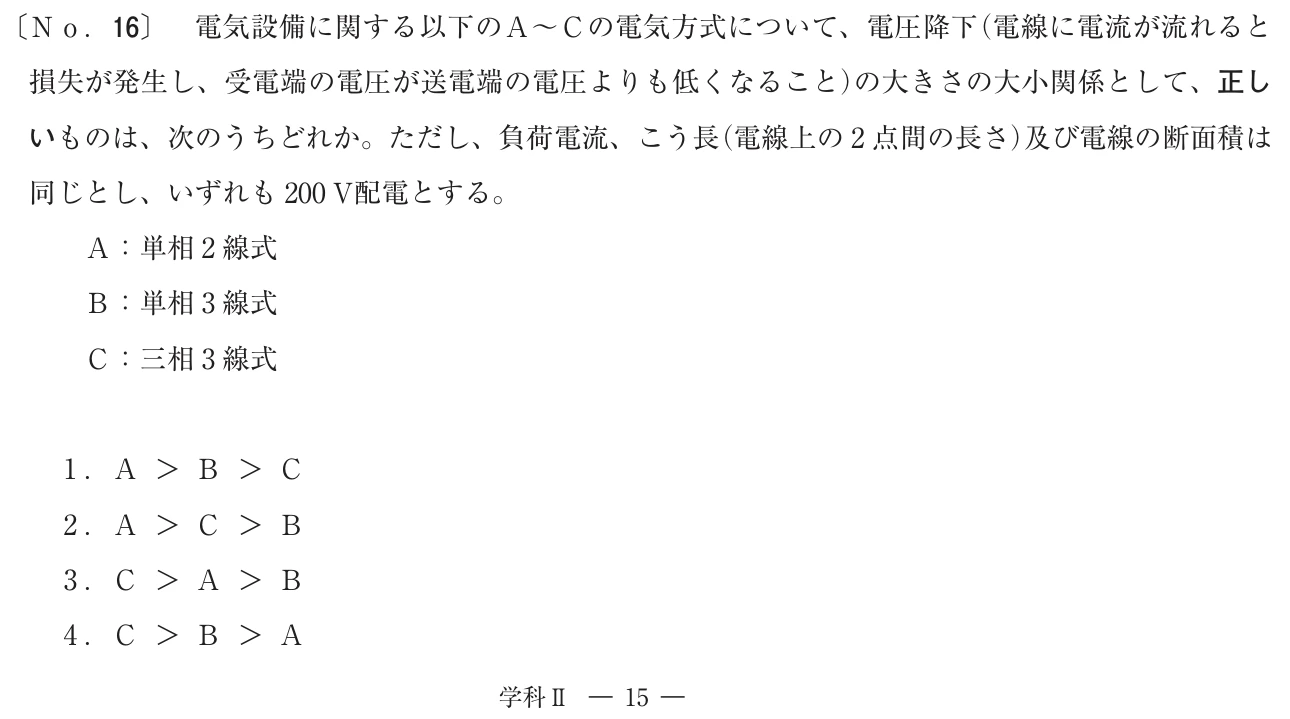 〔Ｎｏ．16〕　電気設備に関する以下のＡ～Ｃの電気方式について、電圧降下(電線に電流が流れると
損失が発生し、受電端の電圧が送電端の電圧よりも低くなること)の大きさの大小関係として、正し
いものは、次のうちどれか。ただし、負荷電流、こう長(電線上の２点間の長さ)及び電線の断面積は
同じとし、いずれも 200 V配電とする。
Ａ：単相２線式
Ｂ：単相３線式
Ｃ：三相３線式
1．Ａ ＞ Ｂ ＞ Ｃ
2．Ａ ＞ Ｃ ＞ Ｂ
3．Ｃ ＞ Ａ ＞ Ｂ
4．Ｃ ＞ Ｂ ＞ Ａ
学科Ⅱ ― 15 ―